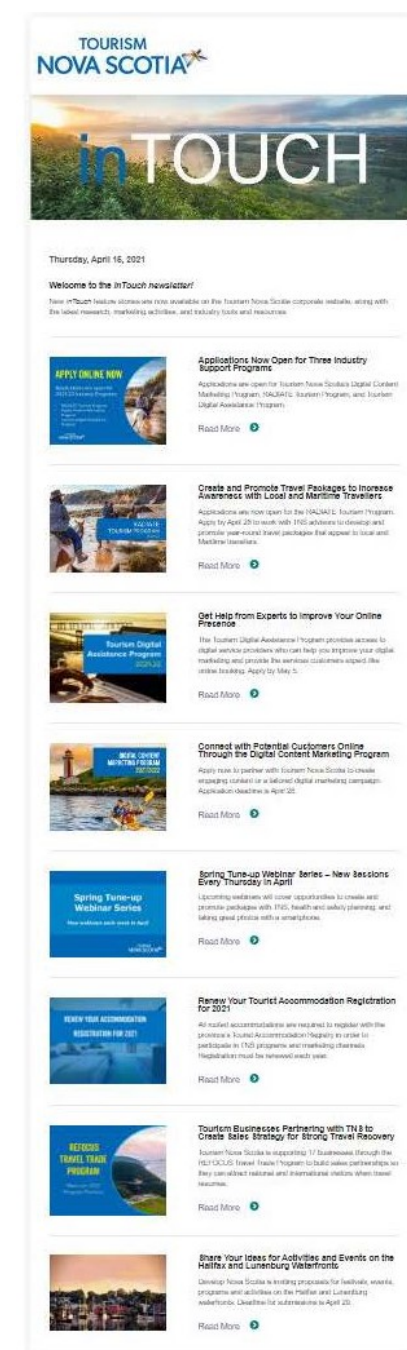 TOURISM
NOVA SCOTIA
inTOUCH
Thursday, April 15, 2021
Welcome to the inTouch newsletter!
New inTouch feature stories are now available on the Tourism Nova Scotia corporate website, along with
the latest research, marketing activities, and industry tools and resources.
APPLY ONLINE NOW
Applications Now Open for Three Industry
Support Programs
Applications are open for Tourism Nova Scotia's Digital Content
Marketing Program, RADIATE Tourism Program, and Tourism
Digital Assistance Program.
Read More
RADIATE
TOURISM PROGRAM
Create and Promote Travel Packages to Increase
Awareness with Local and Maritime Travellers
Applications are now open for the RADIATE Tourism Program.
Apply by April 29 to work with TNS advisors to develop and
promote year-round travel packages that appeal to local and
Maritime travellers.
Read More
Tourism Digital
Assistance Program
2021-22
Get Help from Experts to Improve Your Online
Presence
The Tourism Digital Assistance Program provides access to
digital service providers who can help you improve your digital
marketing and provide the services customers expect like
online booking. Apply by May 5.
Read More
DIGITAL CONTENT
MARKETING PROGRAM
2021/2022
Connect with Potential Customers Online
Through the Digital Content Marketing Program
Apply now to partner with Tourism Nova Scotia to create
engaging content or a tailored digital marketing campaign.
Application deadline is April 28.
Read More
Spring Tune-up
Webinar Series
New webinars each week in April
Spring Tune-up Webinar Series – New Sessions
Every Thursday in April
Upcoming webinars will cover opportunities to create and
promote packages with TNS, health and safety planning, and
taking great photos with a smartphone.
Read More
RENEW YOUR ACCOMMODATION
REGISTRATION FOR 2021
Renew Your Tourist Accommodation Registration
for 2021
All roofed accommodations are required to register with the
province's Tourist Accommodation Registry in order to
participate in TNS programs and marketing channels.
Registration must be renewed each year.
Read More
REFOCUS
TRAVEL TRADE
PROGRAM
Tourism Businesses Partnering with TNS to
Create Sales Strategy for Strong Travel Recovery
Tourism Nova Scotia is supporting 17 businesses through the
REFOCUS Travel Trade Program to build sales partnerships so
they can attract national and international visitors when travel
resumes.
Read More
Share Your Ideas for Activities and Events on the
Halifax and Lunenburg Waterfronts
Develop Nova Scotia is inviting proposals for festivals, events,
programs and activities on the Halifax and Lunenburg
waterfronts. Deadline for submissions is April 29.
Read More